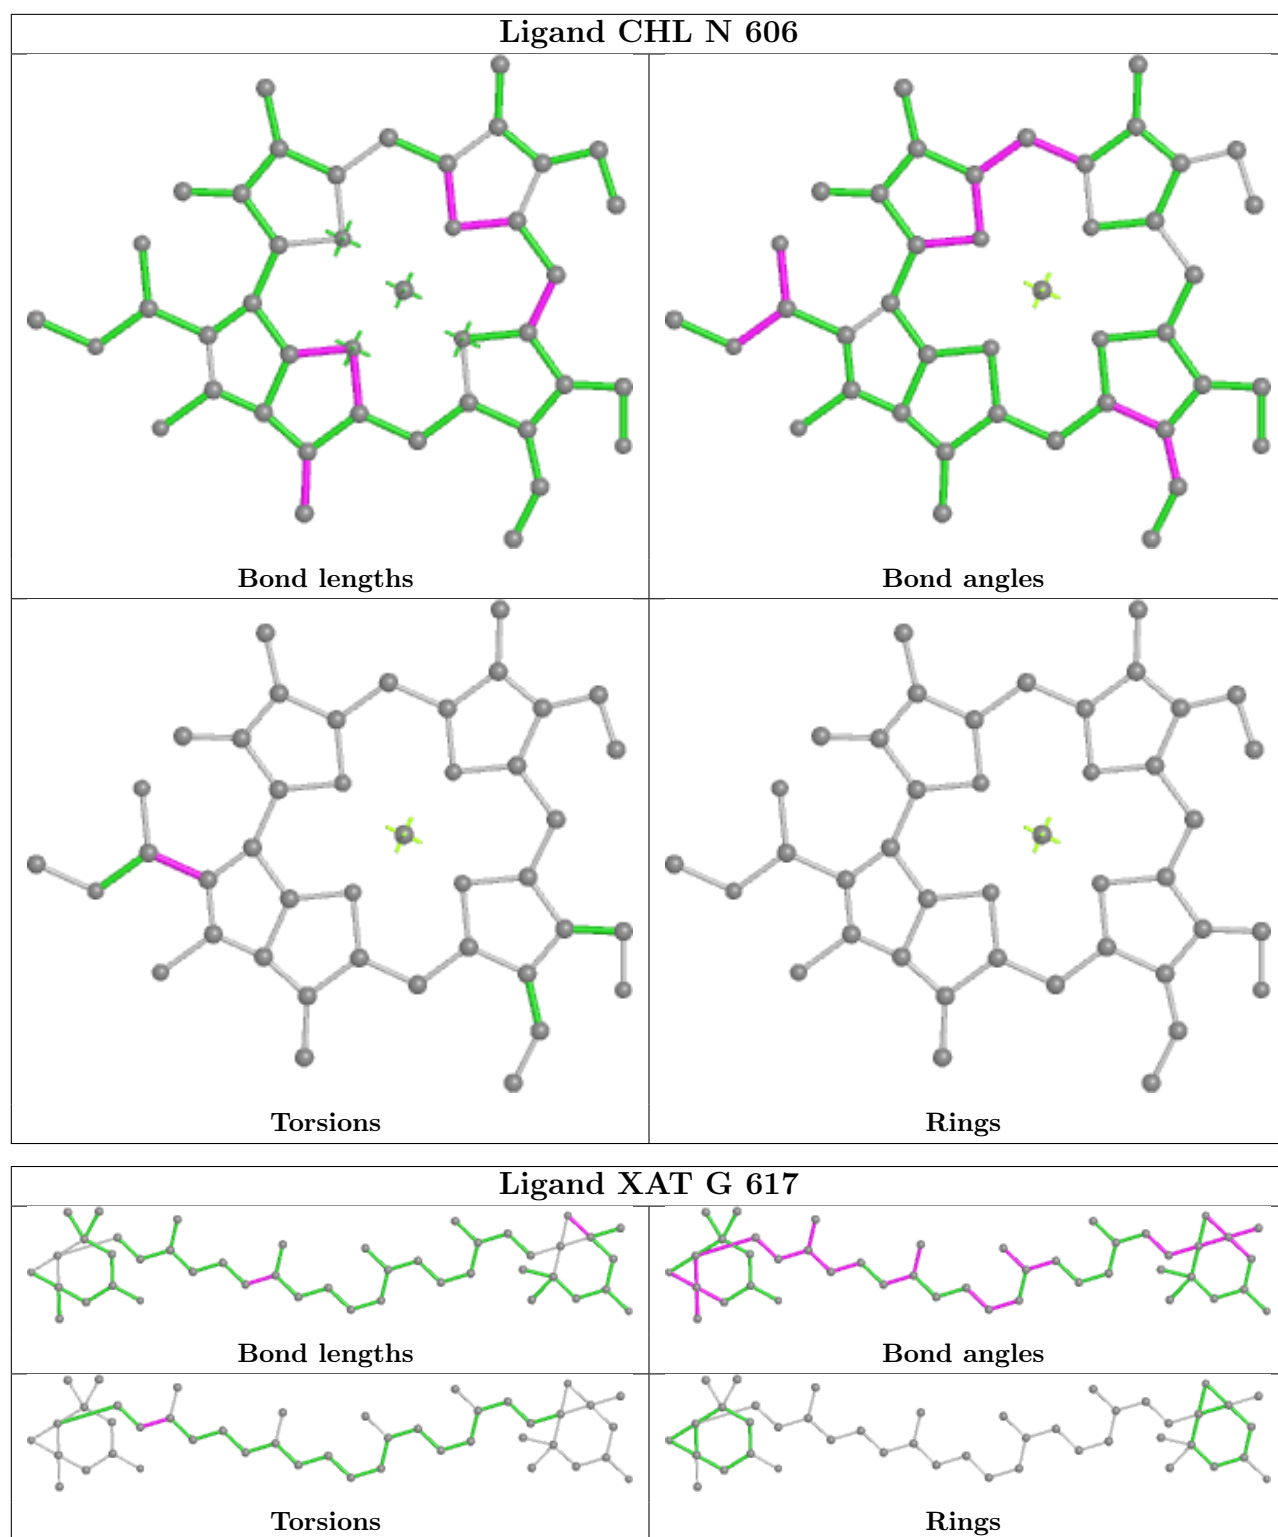 Ligand CHL N 606
Bond lengths
Bond angles
Torsions
Rings
Ligand XAT G 617
Bond lengths
Bond angles
Torsions
Rings